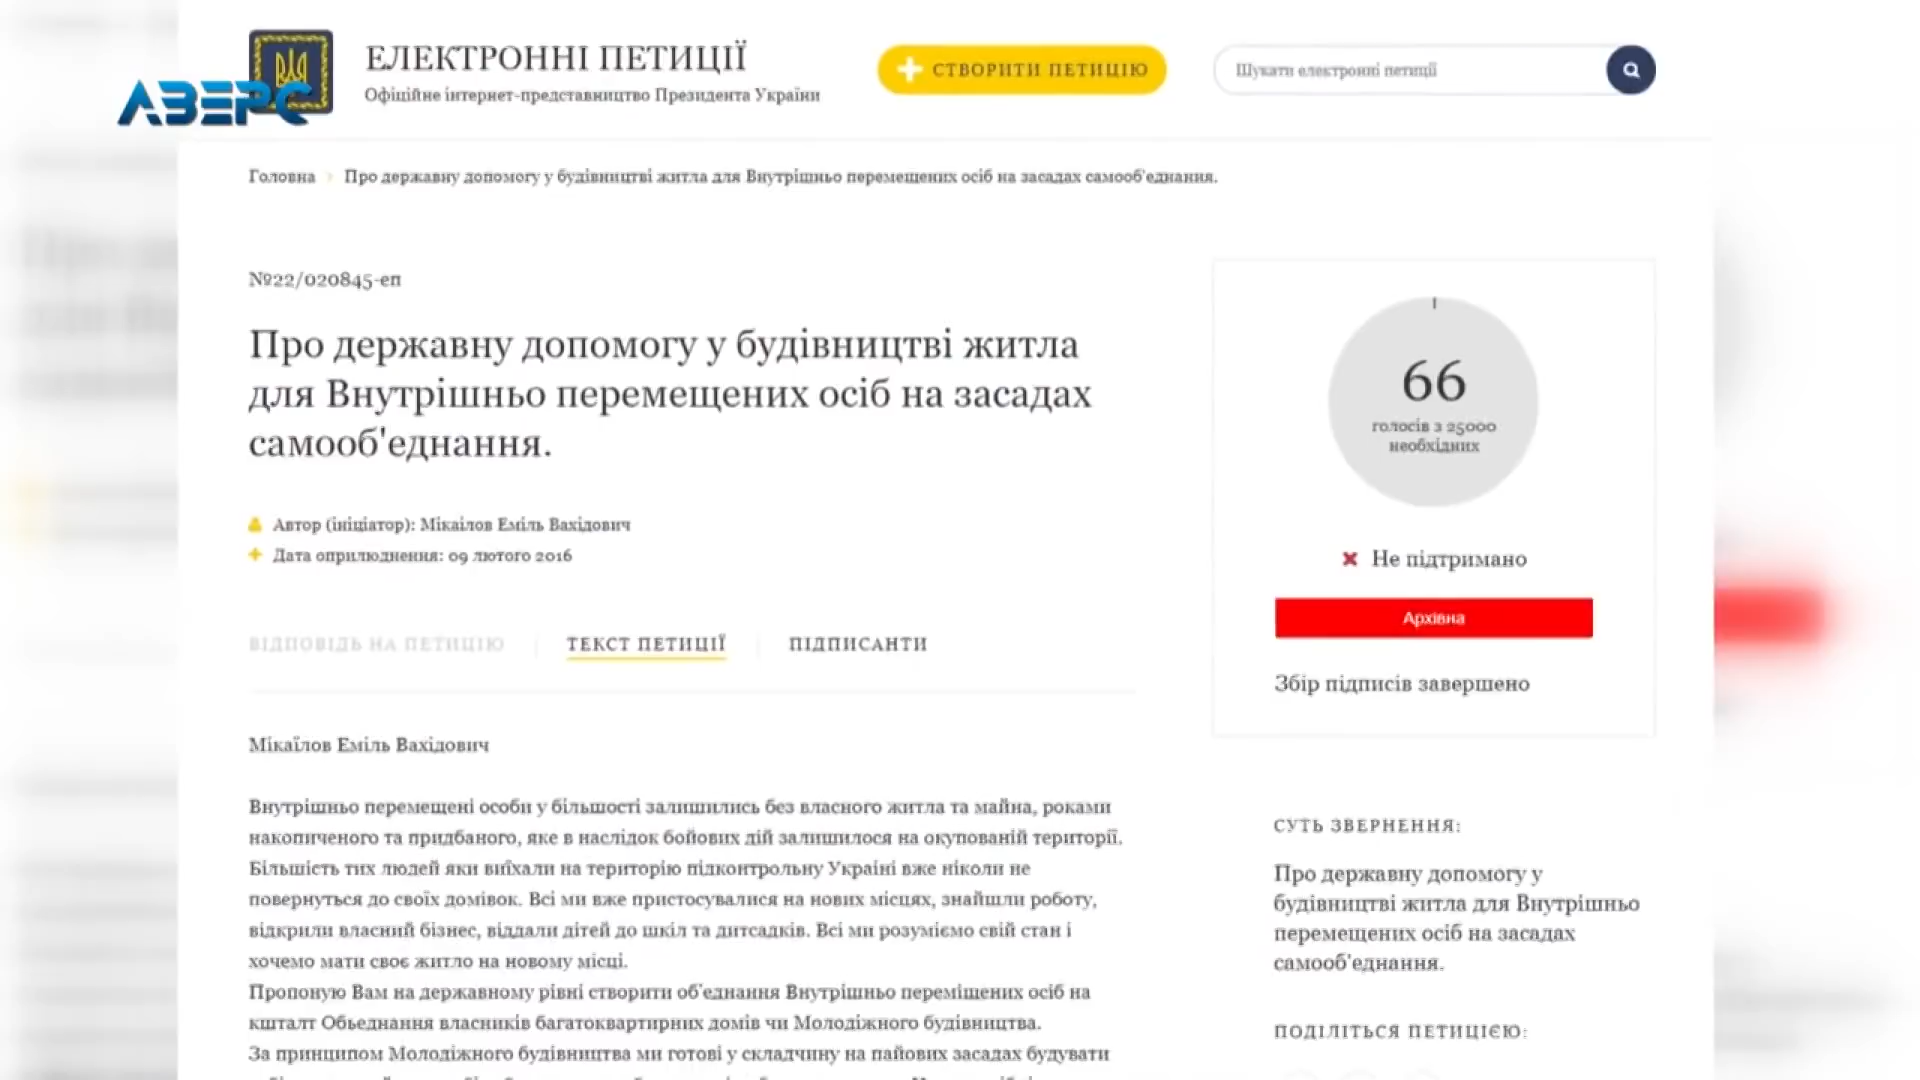 АВЕРС
ЕЛЕКТРОННІ ПЕТИЦІЇ
Офіційне інтернет-представництво Президента України
СТВОРИТИ ПЕТИЦІЮ
Шукати електронні петиції
Головна › Про державну допомогу у будівництві житла для Внутрішньо перемещених осіб на засадах самооб'еднання.
№22/020845-еп
Про державну допомогу у будівництві житла
для Внутрішньо перемещених осіб на засадах
самооб'еднання.
Автор (ініціатор): Мікаілов Еміль Вахідович
Дата оприлюднення: 09 лютого 2016
ВІДПОВІДЬ НА ПЕТИЦІЮ
ТЕКСТ ПЕТИЦІЇ
ПІДПИСАНТИ
Мікаїлов Еміль Вахідович
Внутрішньо перемещені особи у більшості залишились без власного житла та майна, роками
накопиченого та придбаного, яке в наслідок бойових дій залишилося на окупованій території.
Більшість тих людей яки виїхали на територію підконтрольну Україні вже ніколи не
повернуться до своїх домівок. Всі ми вже пристосувалися на нових місцях, знайшли роботу,
відкрили власний бізнес, віддали дітей до шкіл та дитсадків. Всі ми розуміємо свій стан і
хочемо мати своє житло на новому місці.
Пропоную Вам на державному рівні створити об'єднання Внутрішньо переміщених осіб на
кшталт Обьеднання власників багатоквартирних домів чи Молодіжного будівництва.
За принципом Молодіжного будівництва ми готові у складчину на пайових засадах будувати
66
голосів з 25000
необхідних
Не підтримано
Архівна
Збір підписів завершено
СУТЬ ЗВЕРНЕННЯ:
Про державну допомогу у
будівництві житла для Внутрішньо
перемещених осіб на засадах
самооб'еднання.
ПОДІЛІТЬСЯ ПЕТИЦІЄЮ: